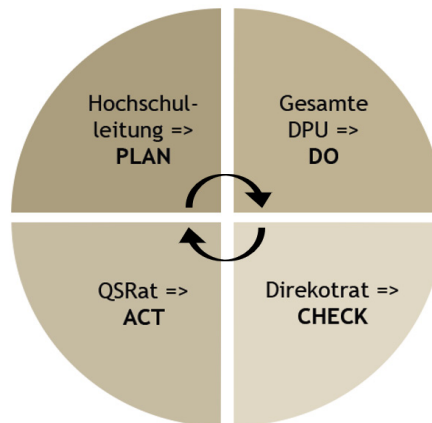 Hochschul-
leitung =>
PLAN
Gesamte
DPU =>
DO
QSRat =>
ACT
Direkotrat =>
CHECK